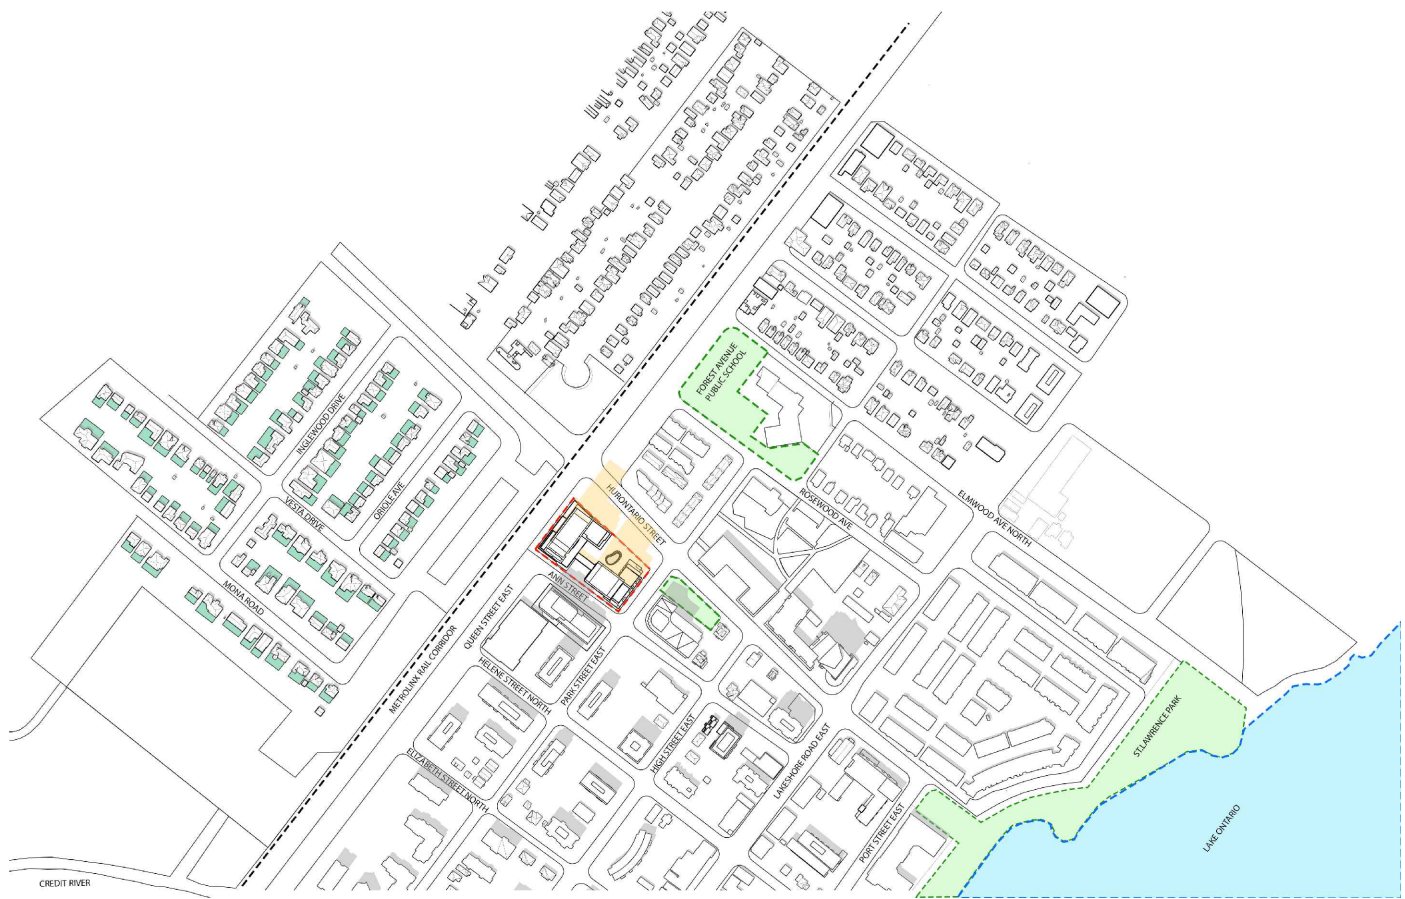 FOREST AVENUE
PUBLIC SCHOOL
INGLEWOOD DRIVE
ORIOLE AVE
VESTA DRIVE
HURONTARIO STREET
ROSEWOOD AVE
ELMWOOD AVE NORTH
MONA ROAD
ANN STREET
QUEEN STREET EAST
METROLINX RAIL CORRIDOR
HELENE STREET NORTH
PARK STREET EAST
ELIZABETH STREET NORTH
HIGH STREET EAST
LAKESHORE ROAD EAST
PORT STREET EAST
ST.LAWRENCE PARK
LAKE ONTARIO
CREDIT RIVER